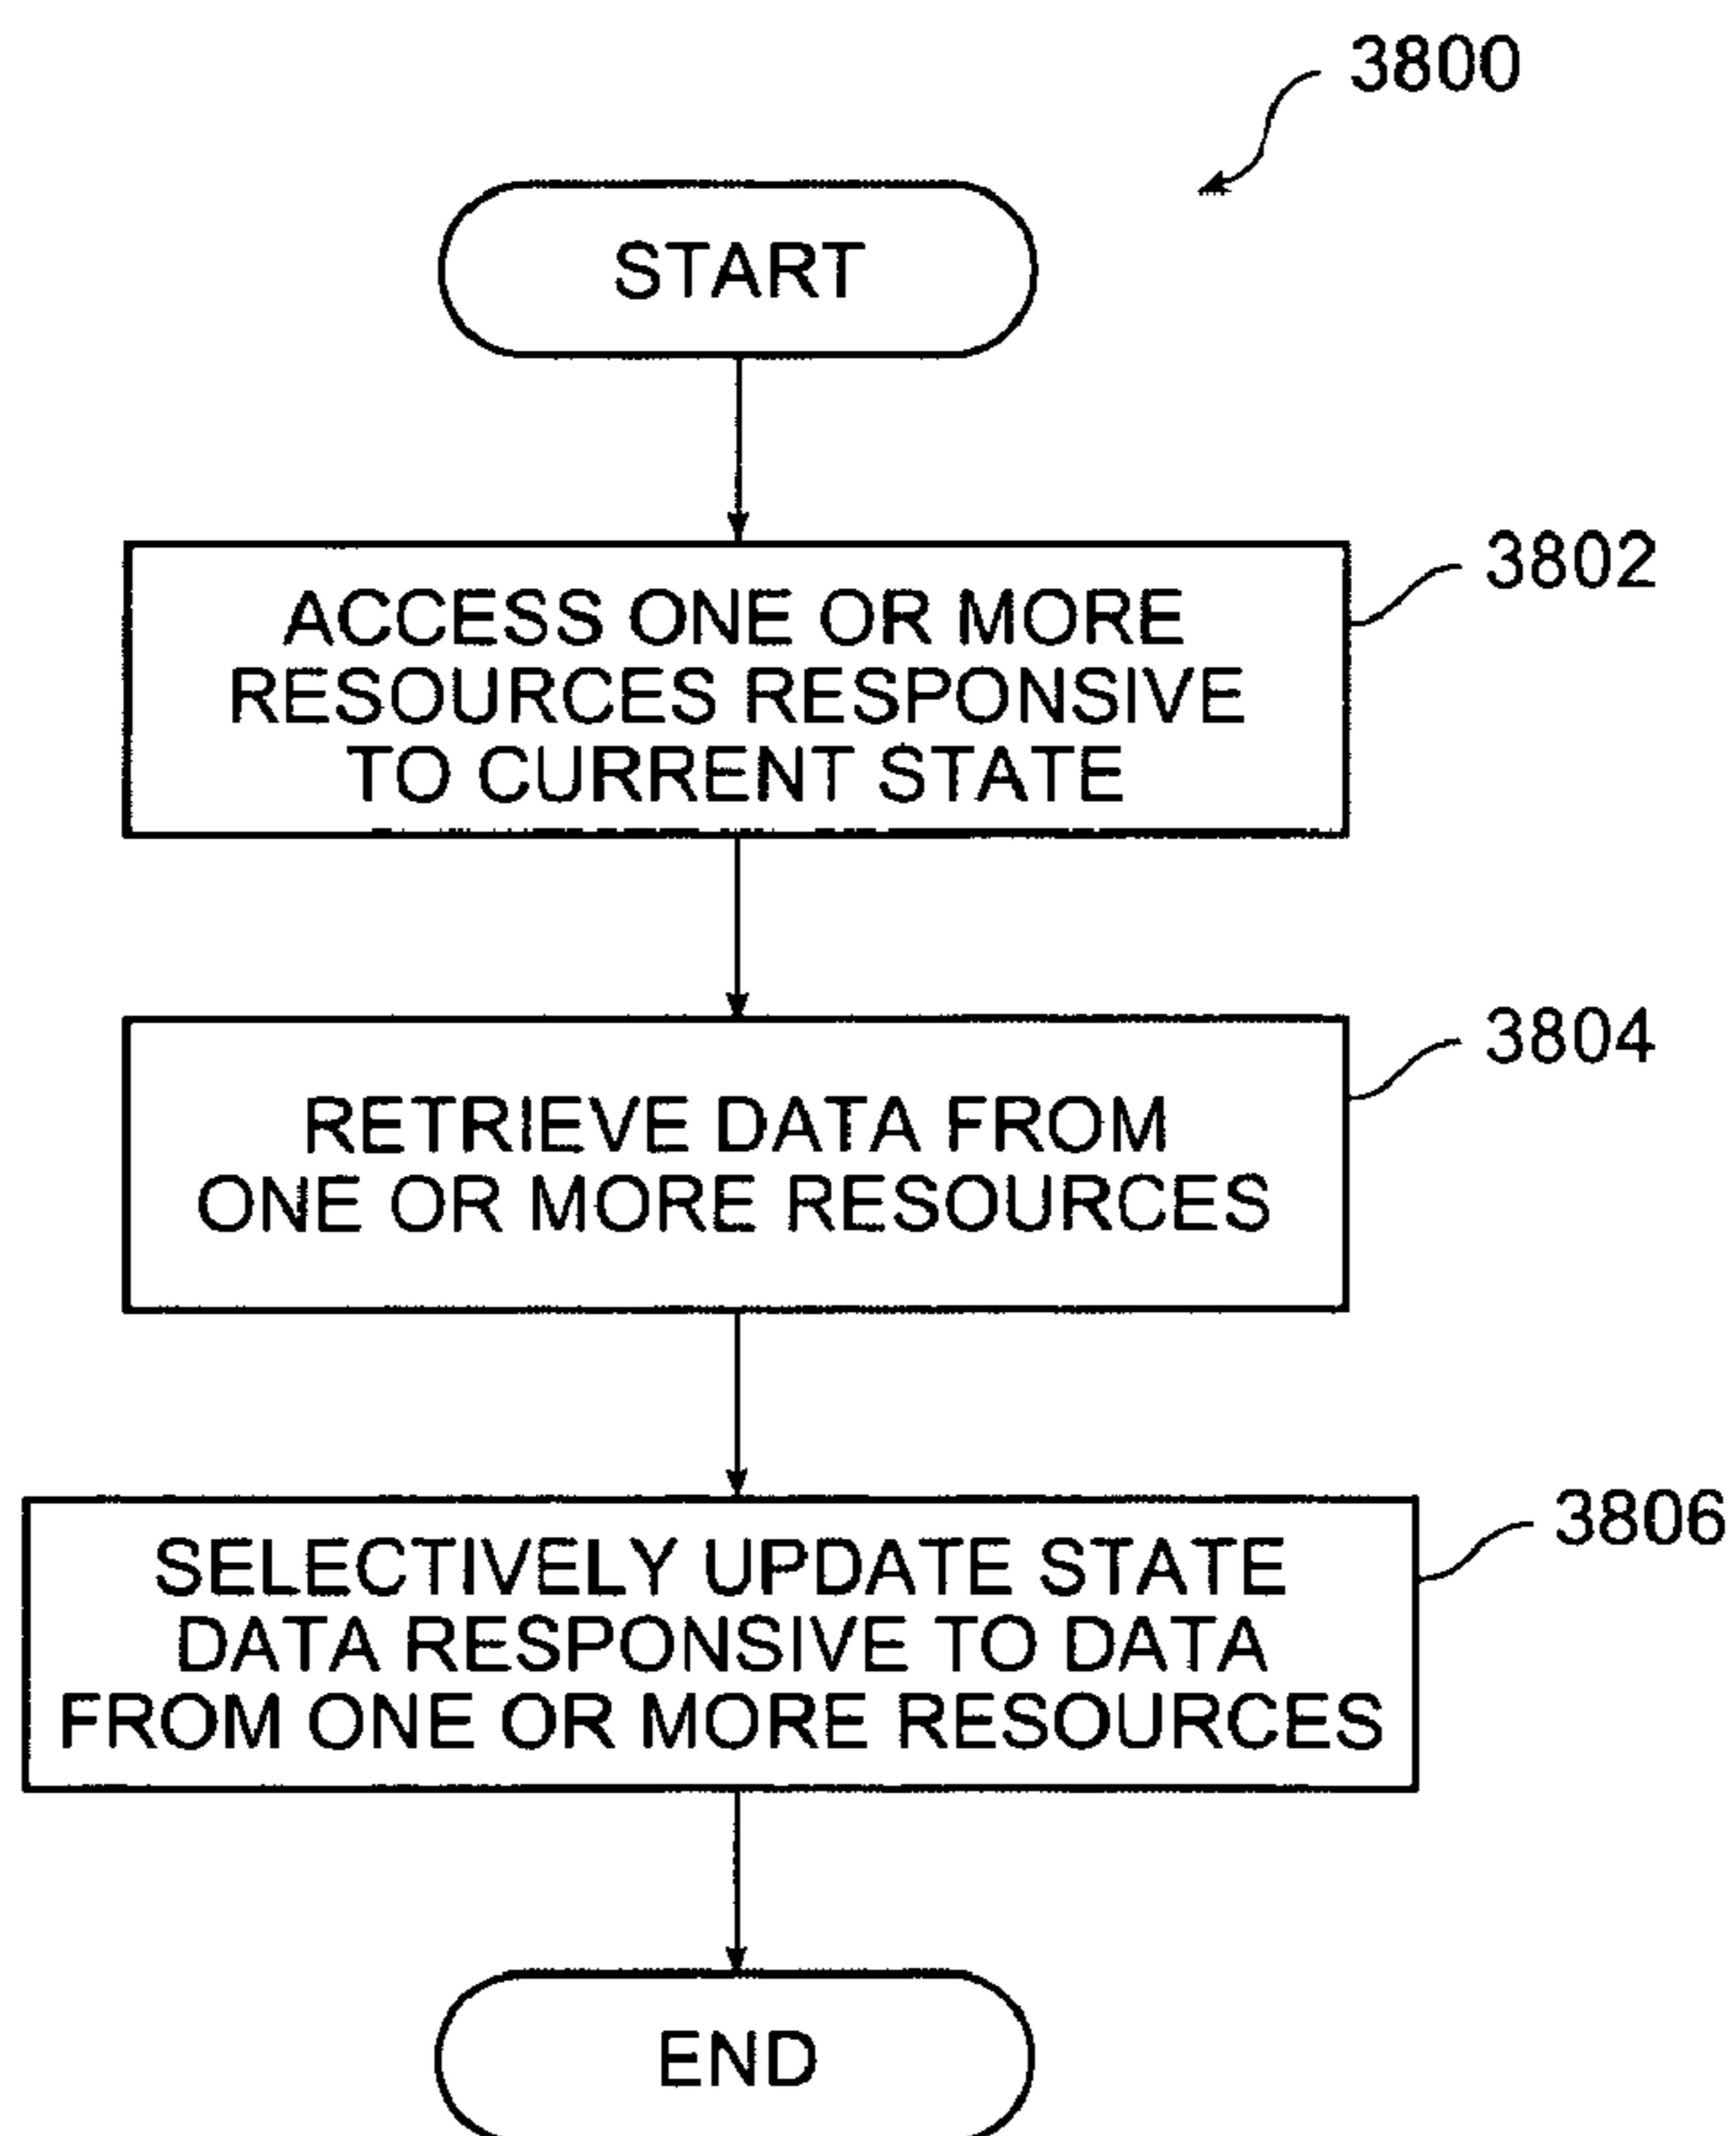 3800
START
3802
ACCESS ONE OR MORE
RESOURCES RESPONSIVE
TO CURRENT STATE
3804
RETRIEVE DATA FROM
ONE OR MORE RESOURCES
3806
SELECTIVELY UPDATE STATE
DATA RESPONSIVE TO DATA
FROM ONE OR MORE RESOURCES
END